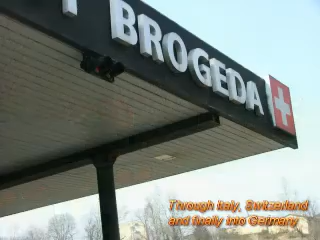 BROGEDA
Through Italy, Switzerland
and finally into Germany